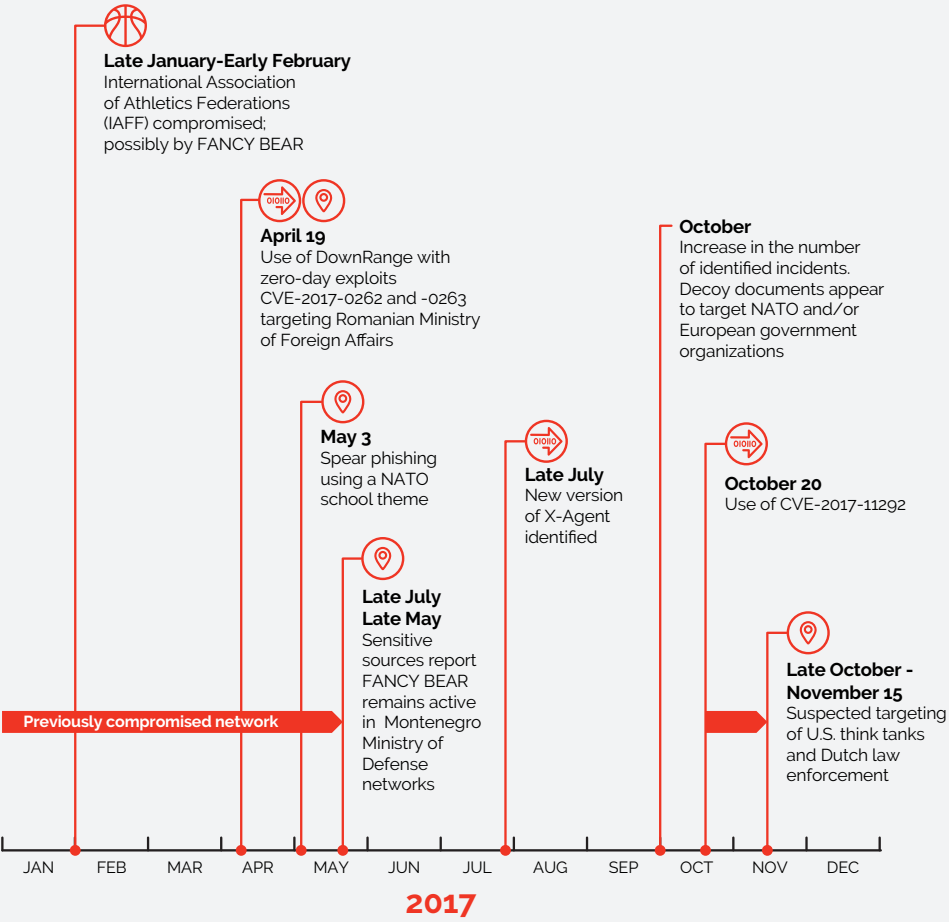 Late January-Early February
International Association
of Athletics Federations
(IAFF) compromised;
possibly by FANCY BEAR
010110
April 19
Use of DownRange with
zero-day exploits
CVE-2017-0262 and -0263
targeting Romanian Ministry
of Foreign Affairs
October
Increase in the number
of identified incidents.
Decoy documents appear
to target NATO and/or
European government
organizations
May 3
Spear phishing
using a NATO
school theme
010110
Late July
New version
of X-Agent
identified
010110
October 20
Use of CVE-2017-11292
Late July
Late May
Sensitive
sources report
FANCY BEAR
remains active
in Montenegro
Ministry of
Defense
networks
Previously compromised network
Late October -
November 15
Suspected targeting
of U.S. think tanks
and Dutch law
enforcement
JAN FEB MAR APR MAY JUN JUL AUG SEP OCT NOV DEC
2017